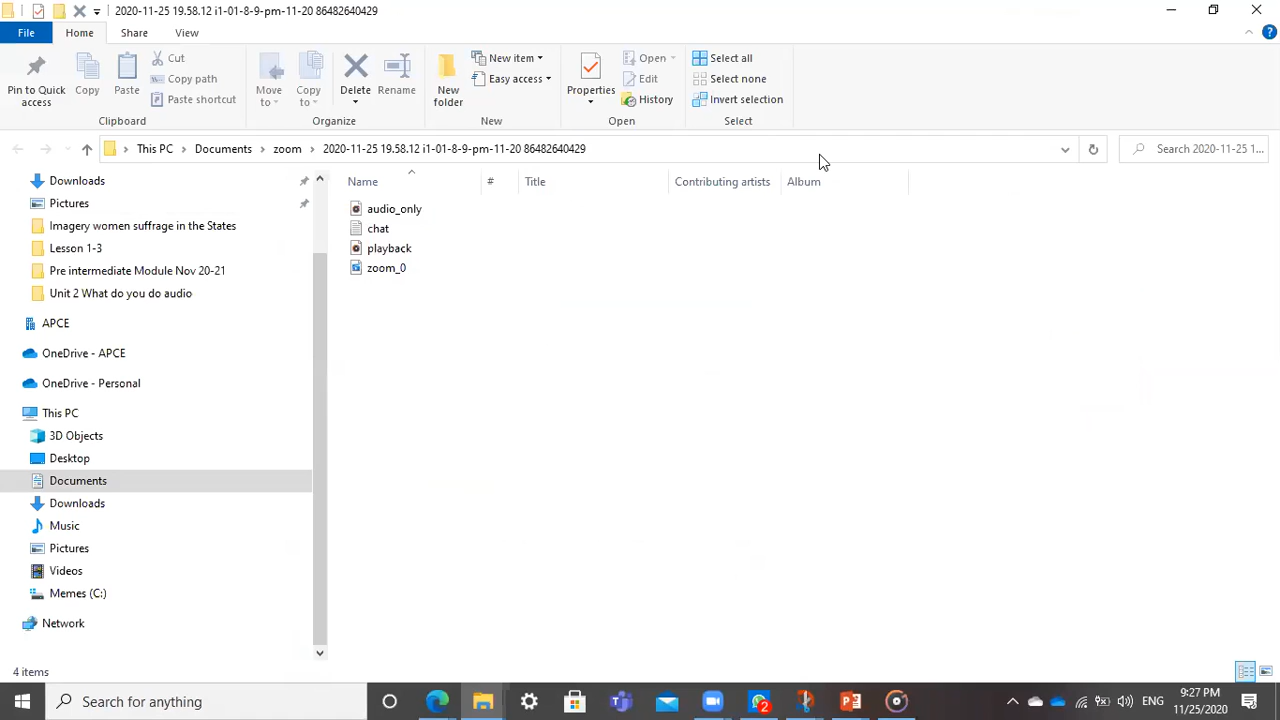 2020-11-25 19.58.12 i1-01-8-9-pm-11-20 86482640429
File
Home
Share
View
Pin to Quick access
Copy
Paste
Cut
Copy path
Paste shortcut
Clipboard
Move to
Copy to
Delete
Rename
Organize
New folder
New item
Easy access
New
Properties
Open
Edit
History
Open
Select all
Select none
Invert selection
Select
This PC
Documents
zoom
2020-11-25 19.58.12 i1-01-8-9-pm-11-20 86482640429
Search 2020-11-25 1...
Downloads
Pictures
Imagery women suffrage in the States
Lesson 1-3
Pre intermediate Module Nov 20-21
Unit 2 What do you do audio
APCE
OneDrive - APCE
OneDrive - Personal
This PC
3D Objects
Desktop
Documents
Downloads
Music
Pictures
Videos
Memes (C:)
Network
Name
#
Title
Contributing artists
Album
audio_only
chat
playback
zoom_0
4 items
Search for anything
2
ENG
9:27 PM
11/25/2020